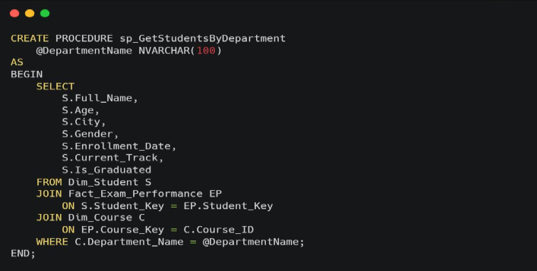 CREATE PROCEDURE sp_GetStudentsByDepartment
    @DepartmentName NVARCHAR(100)
AS
BEGIN
    SELECT
        S.Full_Name,
        S.Age,
        S.City,
        S.Gender,
        S.Enrollment_Date,
        S.Current_Track,
        S.Is_Graduated
    FROM Dim_Student S
    JOIN Fact_Exam_Performance EP
        ON S.Student_Key = EP.Student_Key
    JOIN Dim_Course C
        ON EP.Course_Key = C.Course_ID
    WHERE C.Department_Name = @DepartmentName;
END;